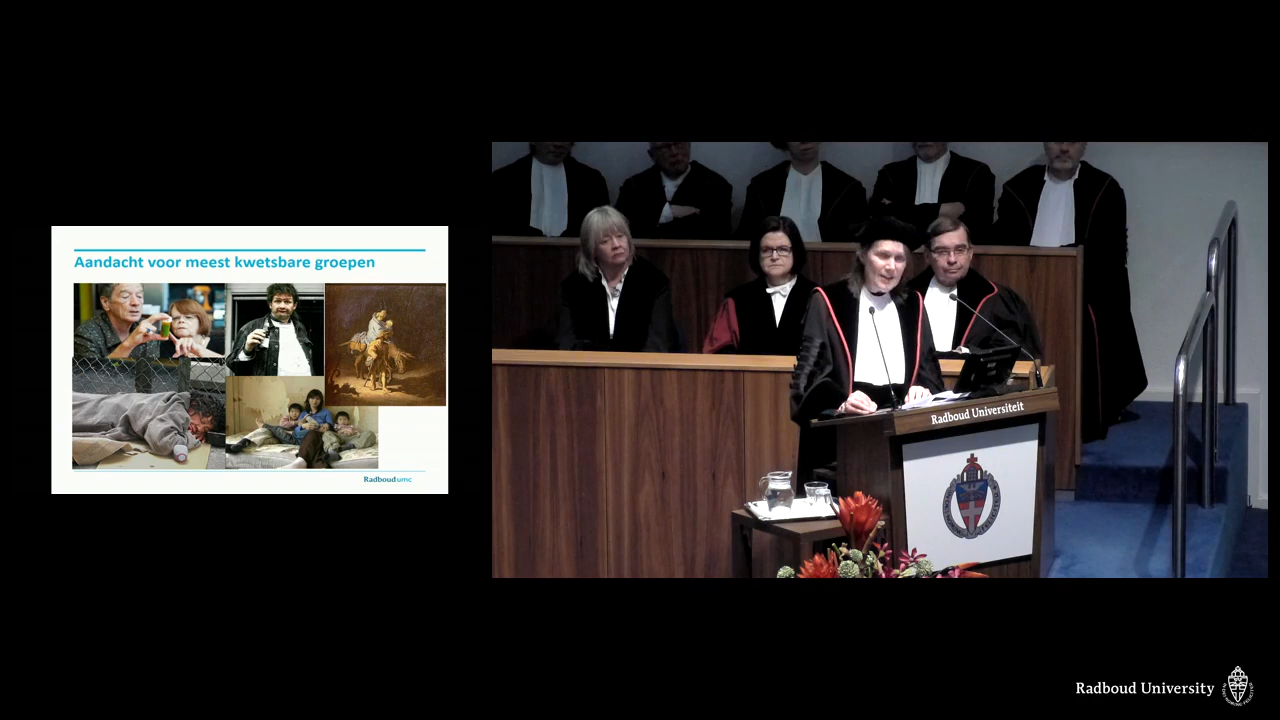 Aandacht voor meest kwetsbare groepen
Radboudumc
Radboud Universiteit
Radboud University